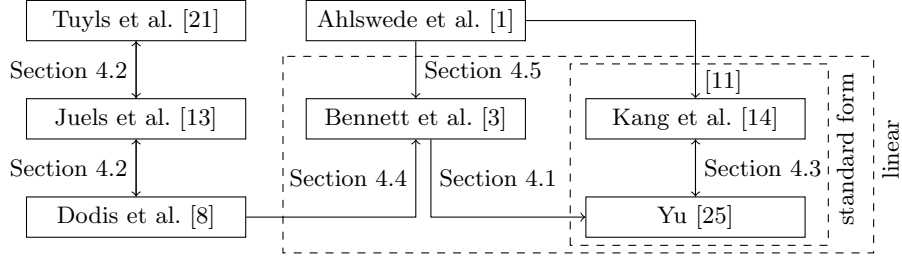 Tuyls et al. [21]
Ahlswede et al. [1]
Section 4.2
Section 4.5
[11]
Juels et al. [13]
Bennett et al. [3]
Kang et al. [14]
Section 4.2
Section 4.4
Section 4.1
Section 4.3
Dodis et al. [8]
Yu [25]
standard form
linear